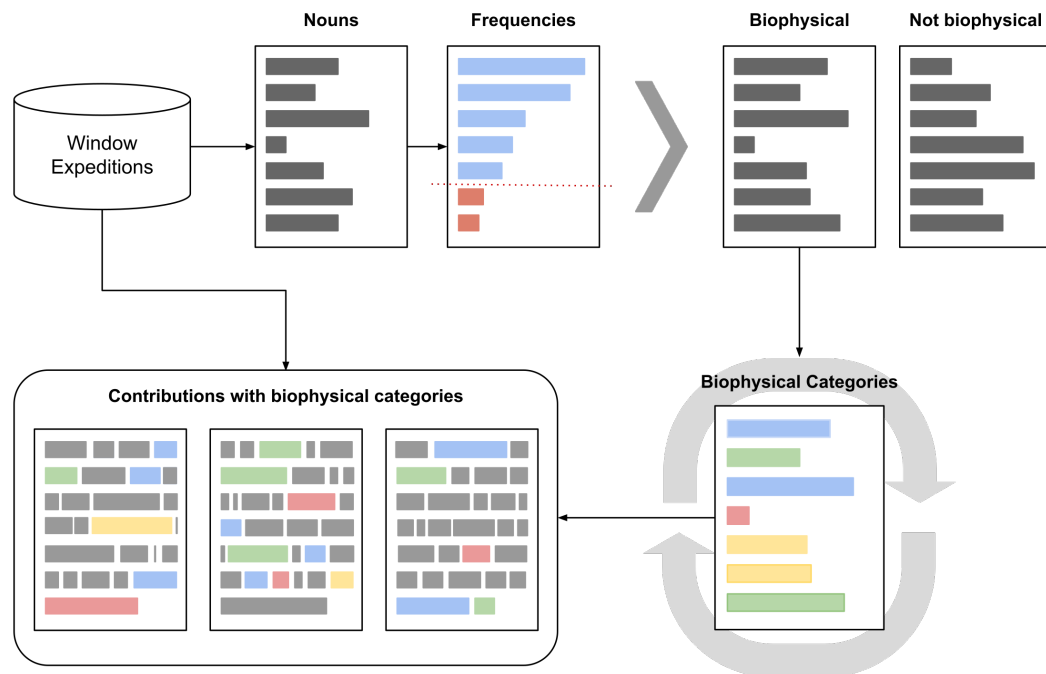 Nouns
Frequencies
Biophysical
Not biophysical
Window
Expeditions
Contributions with biophysical categories
Biophysical Categories